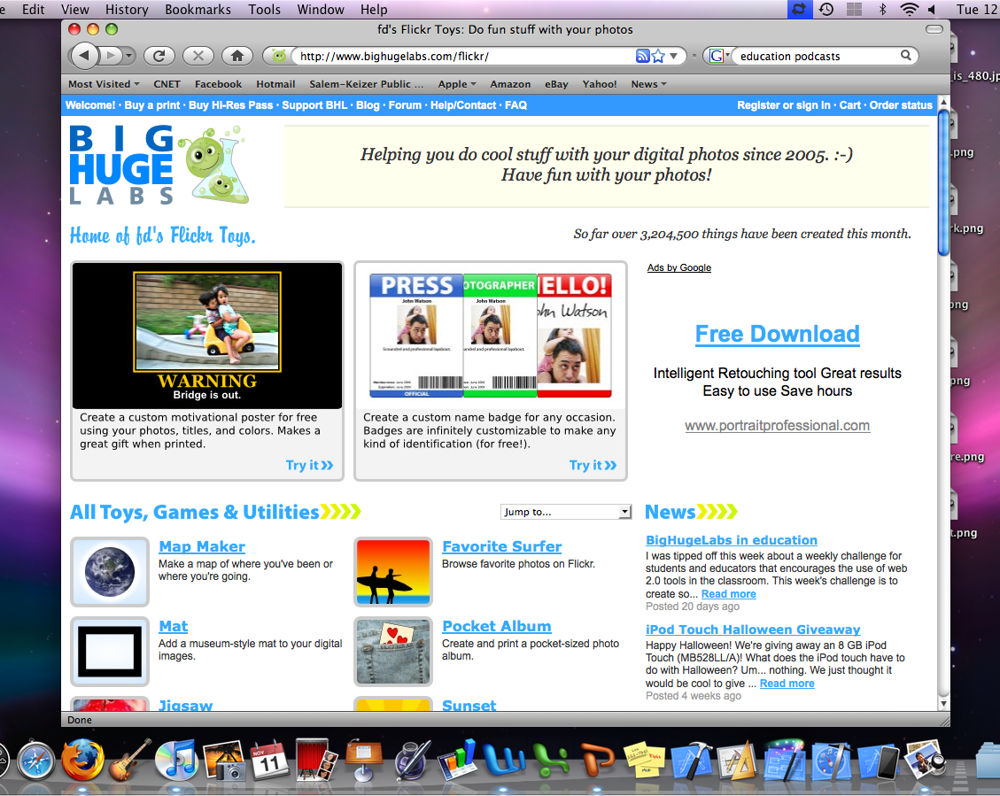 e Edit View History Bookmarks Tools Window Help Tue 12
fd's Flickr Toys: Do fun stuff with your photos
http://www.bighugelabs.com/flickr/ G education podcasts
Most Visited CNET Facebook Hotmail Salem-Keizer Public ... Apple Amazon eBay Yahoo! News
Welcome! · Buy a print · Buy Hi-Res Pass · Support BHL · Blog · Forum · Help/Contact · FAQ Register or sign in · Cart · Order status
BIG
HUGE
LABS
Helping you do cool stuff with your digital photos since 2005. :-)
Have fun with your photos!
Home of fd's Flickr Toys.
So far over 3,204,500 things have been created this month.
WARNING
Bridge is out.
Create a custom motivational poster for free
using your photos, titles, and colors. Makes a
great gift when printed.
Try it »
PRESS OTOGRAPHER ELLO!
John Watson John Watson ohn Watson
Scoundrel and professional layabout.
OFFICIAL
Create a custom name badge for any occasion.
Badges are infinitely customizable to make any
kind of identification (for free!).
Try it »
Ads by Google
Free Download
Intelligent Retouching tool Great results
Easy to use Save hours
www.portraitprofessional.com
All Toys, Games & Utilities
Jump to...
Map Maker
Make a map of where you've been or
where you're going.
Favorite Surfer
Browse favorite photos on Flickr.
Mat
Add a museum-style mat to your digital
images.
Pocket Album
Create and print a pocket-sized photo
album.
Jigsaw
Sunset
News
BigHugeLabs in education
I was tipped off this week about a weekly challenge for
students and educators that encourages the use of web
2.0 tools in the classroom. This week's challenge is to
create so... Read more
Posted 20 days ago
iPod Touch Halloween Giveaway
Happy Halloween! We're giving away an 8 GB iPod
Touch (MB528LL/A)! What does the iPod touch have to
do with Halloween? Um... nothing. We just thought it
would be cool to give ... Read more
Posted 4 weeks ago
Done
_is_480.jp
.png
rk.png
png
png
re.png
t.png
NOV
11